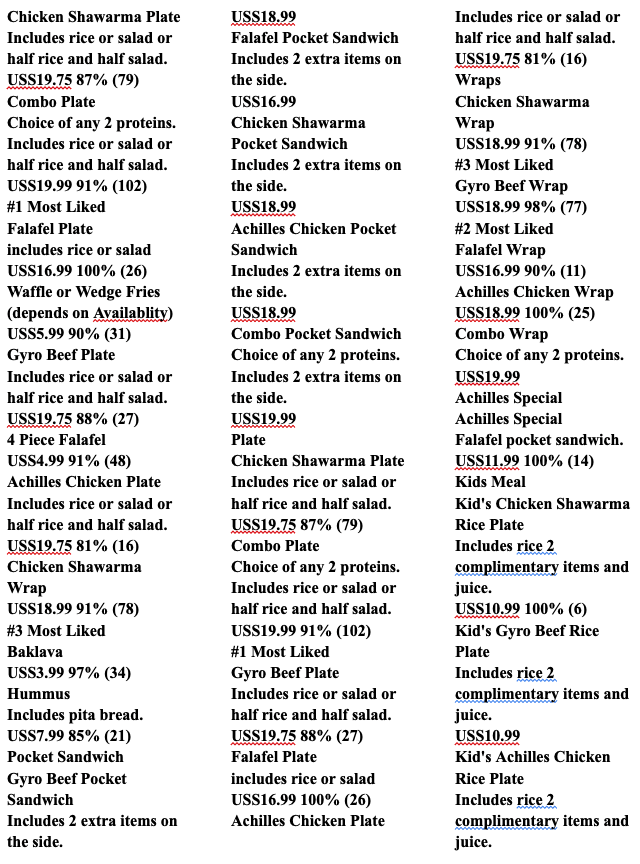 Chicken Shawarma Plate
Includes rice or salad or
half rice and half salad.
US$19.75 87% (79)
Combo Plate
Choice of any 2 proteins.
Includes rice or salad or
half rice and half salad.
US$19.99 91% (102)
#1 Most Liked
Falafel Plate
includes rice or salad
US$16.99 100% (26)
Waffle or Wedge Fries
(depends on Availablity)
US$5.99 90% (31)
Gyro Beef Plate
Includes rice or salad or
half rice and half salad.
US$19.75 88% (27)
4 Piece Falafel
US$4.99 91% (48)
Achilles Chicken Plate
Includes rice or salad or
half rice and half salad.
US$19.75 81% (16)
Chicken Shawarma
Wrap
US$18.99 91% (78)
#3 Most Liked
Baklava
US$3.99 97% (34)
Hummus
Includes pita bread.
US$7.99 85% (21)
Pocket Sandwich
Gyro Beef Pocket
Sandwich
Includes 2 extra items on
the side.
US$18.99
Falafel Pocket Sandwich
Includes 2 extra items on
the side.
US$16.99
Chicken Shawarma
Pocket Sandwich
Includes 2 extra items on
the side.
US$18.99
Achilles Chicken Pocket
Sandwich
Includes 2 extra items on
the side.
US$18.99
Combo Pocket Sandwich
Choice of any 2 proteins.
Includes 2 extra items on
the side.
US$19.99
Plate
Chicken Shawarma Plate
Includes rice or salad or
half rice and half salad.
US$19.75 87% (79)
Combo Plate
Choice of any 2 proteins.
Includes rice or salad or
half rice and half salad.
US$19.99 91% (102)
#1 Most Liked
Gyro Beef Plate
Includes rice or salad or
half rice and half salad.
US$19.75 88% (27)
Falafel Plate
includes rice or salad
US$16.99 100% (26)
Achilles Chicken Plate
Includes rice or salad or
half rice and half salad.
US$19.75 81% (16)
Wraps
Chicken Shawarma
Wrap
US$18.99 91% (78)
#3 Most Liked
Gyro Beef Wrap
US$18.99 98% (77)
#2 Most Liked
Falafel Wrap
US$16.99 90% (11)
Achilles Chicken Wrap
US$18.99 100% (25)
Combo Wrap
Choice of any 2 proteins.
US$19.99
Achilles Special
Achilles Special
Falafel pocket sandwich.
US$11.99 100% (14)
Kids Meal
Kid's Chicken Shawarma
Rice Plate
Includes rice 2
complimentary items and
juice.
US$10.99 100% (6)
Kid's Gyro Beef Rice
Plate
Includes rice 2
complimentary items and
juice.
US$10.99
Kid's Achilles Chicken
Rice Plate
Includes rice 2
complimentary items and
juice.